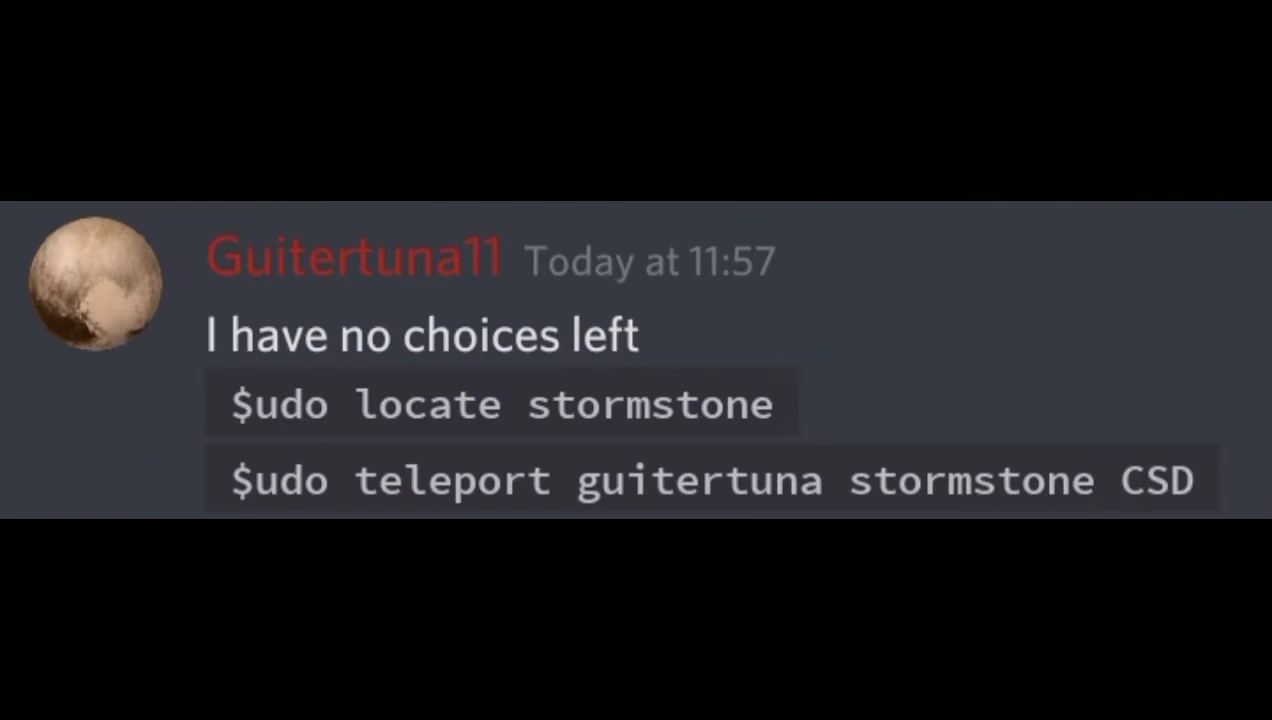 Guitertuna11 Today at 11:57
I have no choices left
$udo locate stormstone
$udo teleport guitertuna stormstone CSD